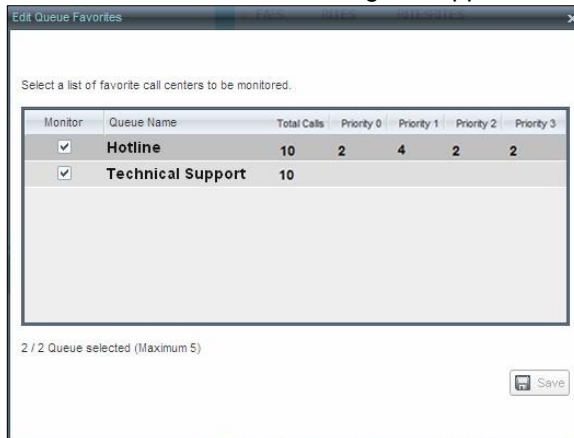 Edit Queue Favorites
Select a list of favorite call centers to be monitored.
Monitor Queue Name Total Calls Priority 0 Priority 1 Priority 2 Priority 3
Hotline 10 2 4 2 2
Technical Support 10
2 / 2 Queue selected (Maximum 5)
Save